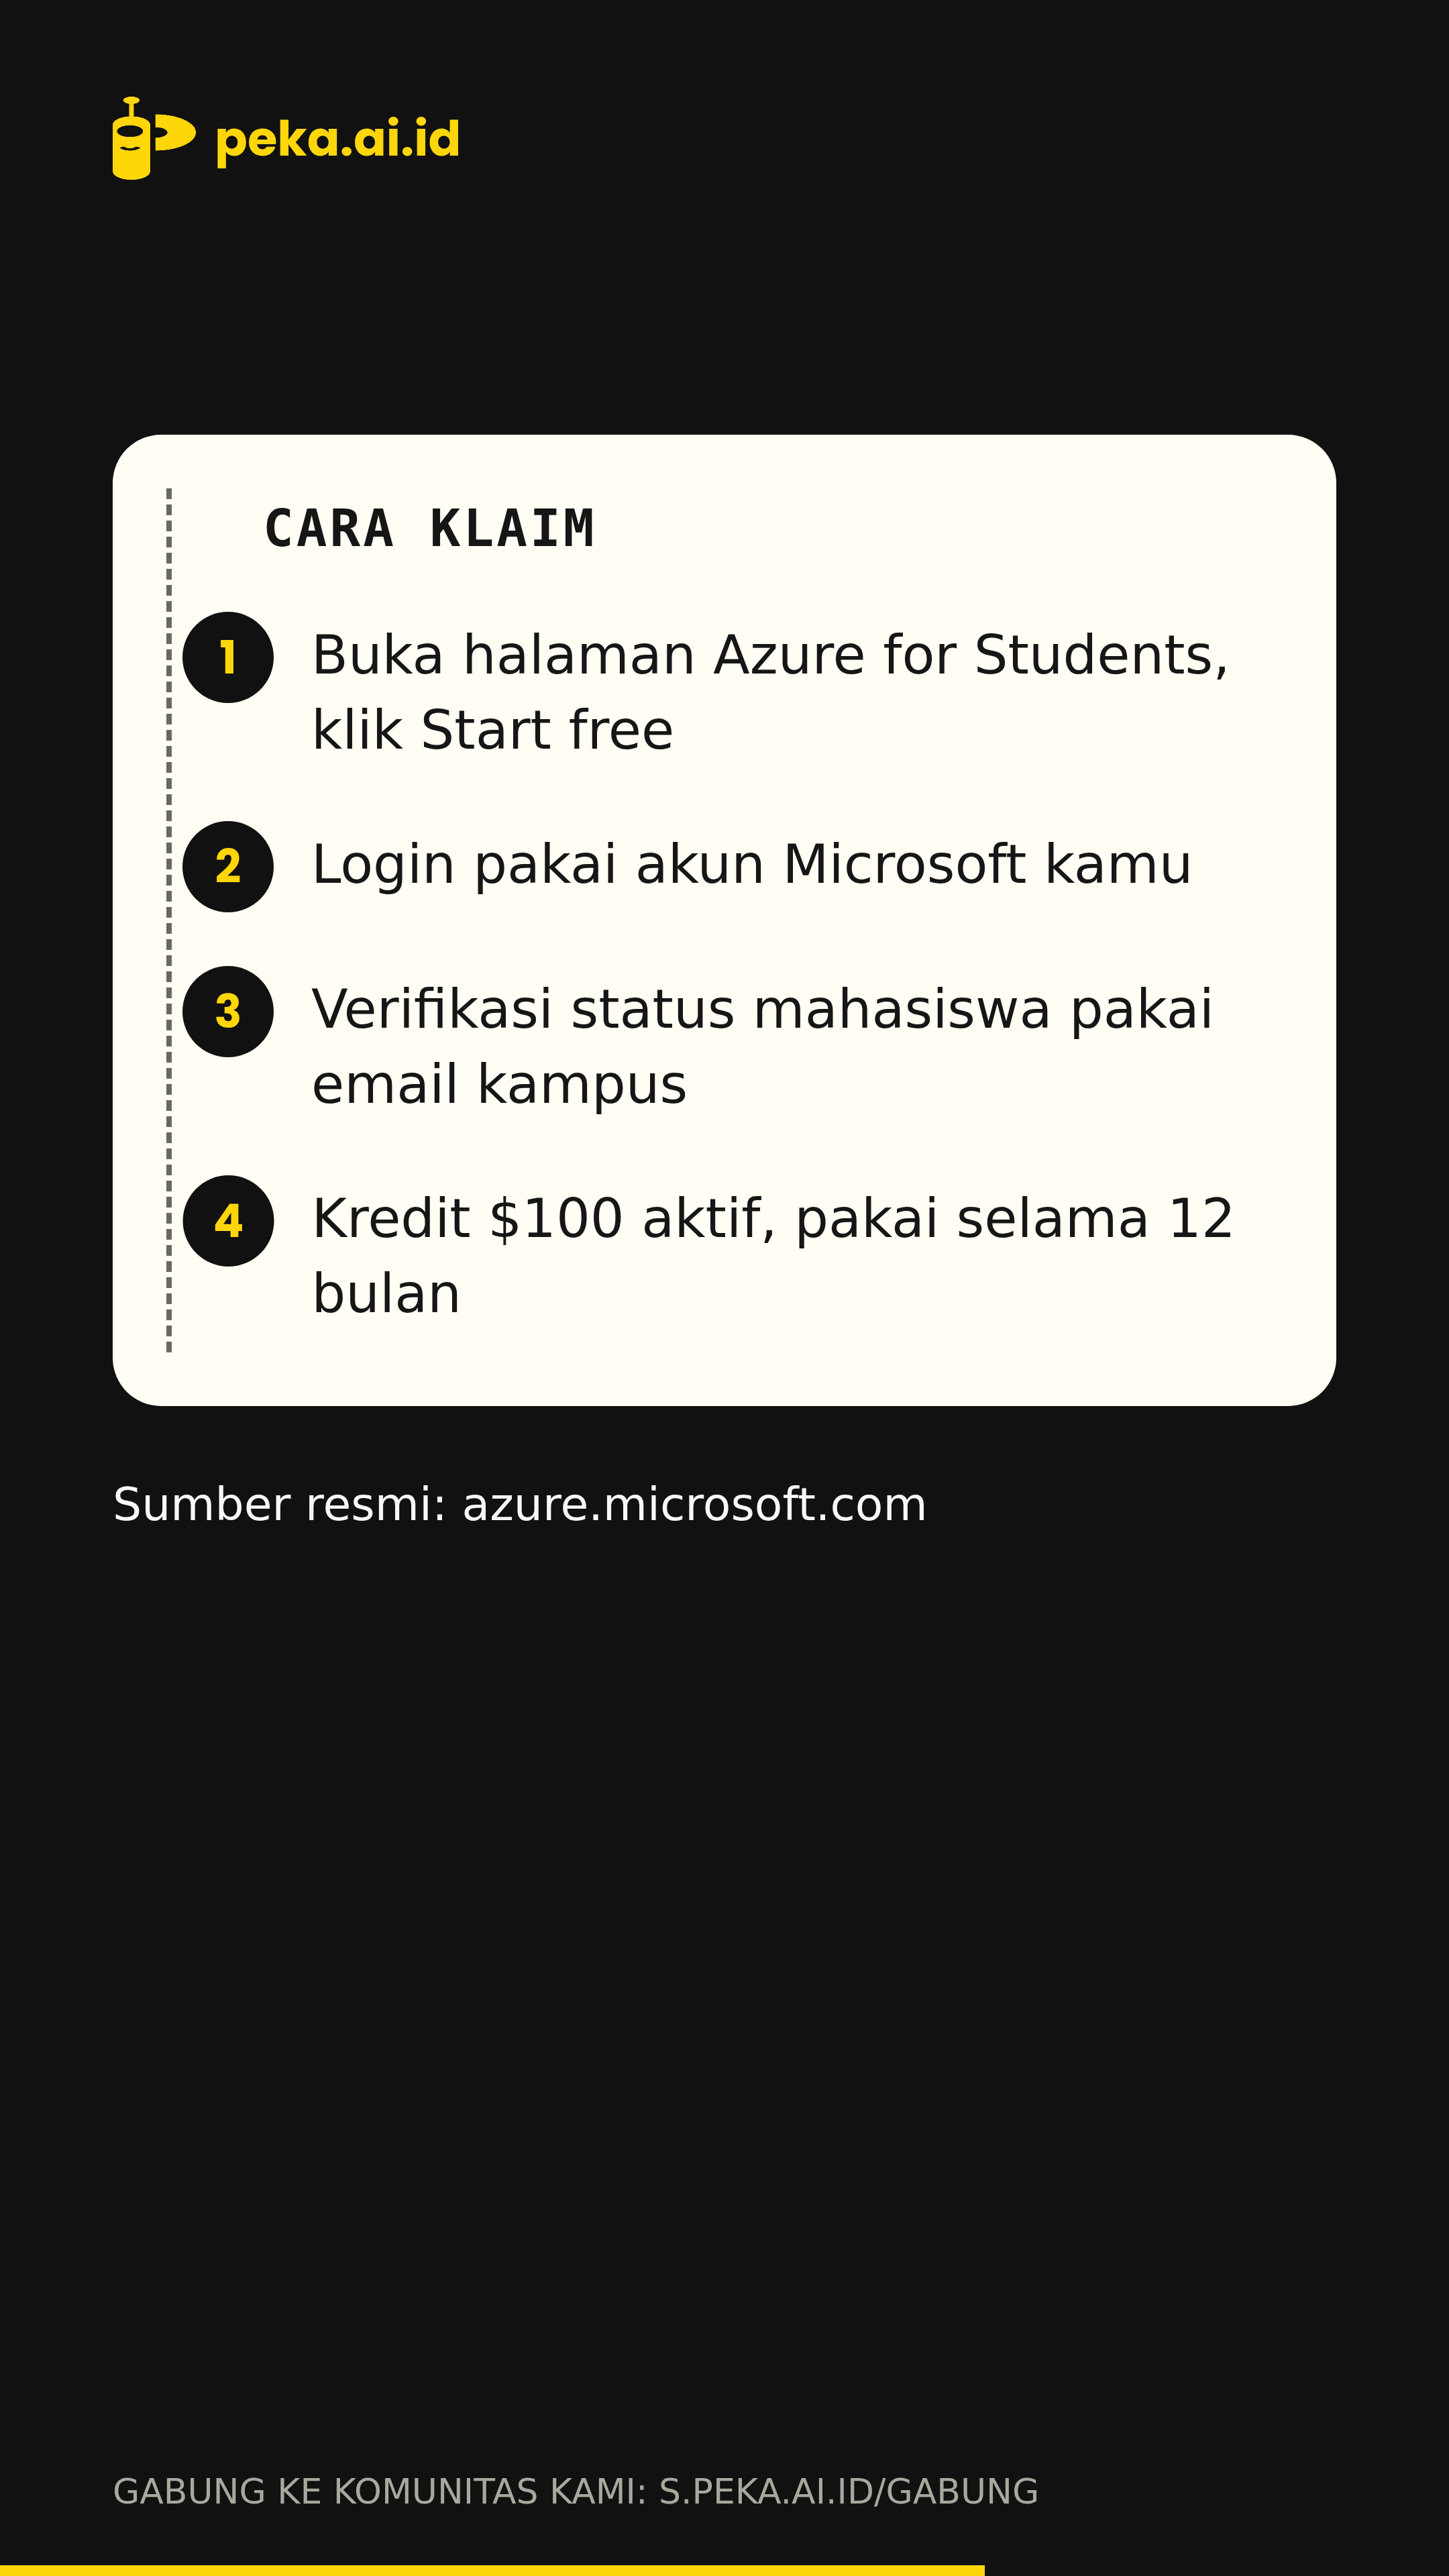 peka.ai.id
CARA KLAIM
1 Buka halaman Azure for Students,
klik Start free
2 Login pakai akun Microsoft kamu
3 Verifikasi status mahasiswa pakai
email kampus
4 Kredit $100 aktif, pakai selama 12
bulan
Sumber resmi: azure.microsoft.com
GABUNG KE KOMUNITAS KAMI: S.PEKA.AI.ID/GABUNG